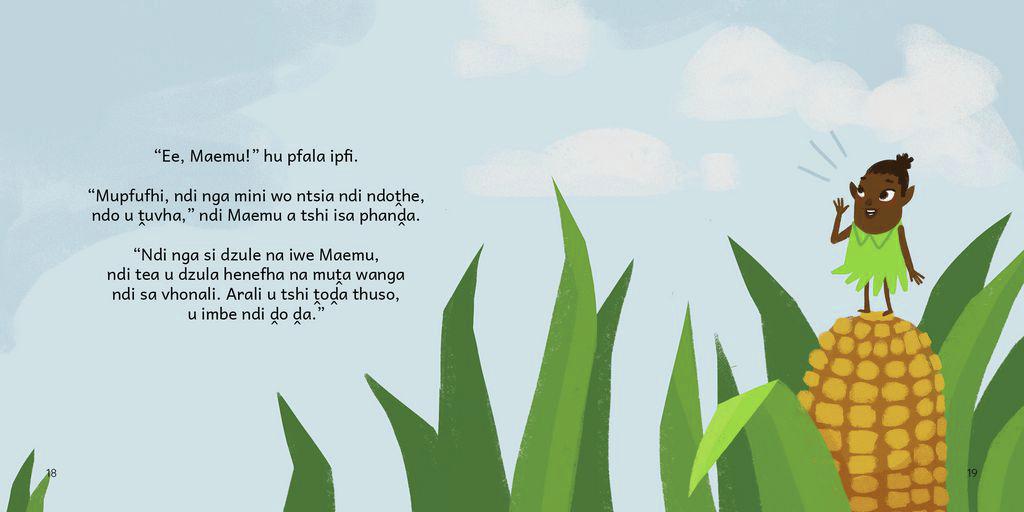 “Ee, Maemu!” hu pfala ipfi.
“Mupfufhi, ndi nga mini wo ntsia ndi ndoṱhe,
ndo u ṱuvha,” ndi Maemu a tshi isa phanḓa.
“Ndi nga si dzule na iwe Maemu,
ndi tea u dzula henefha na muṱa wanga
ndi sa vhonali. Arali u tshi ṱoḓa thuso,
u imbe ndi ḓo ḓa.”
18
19